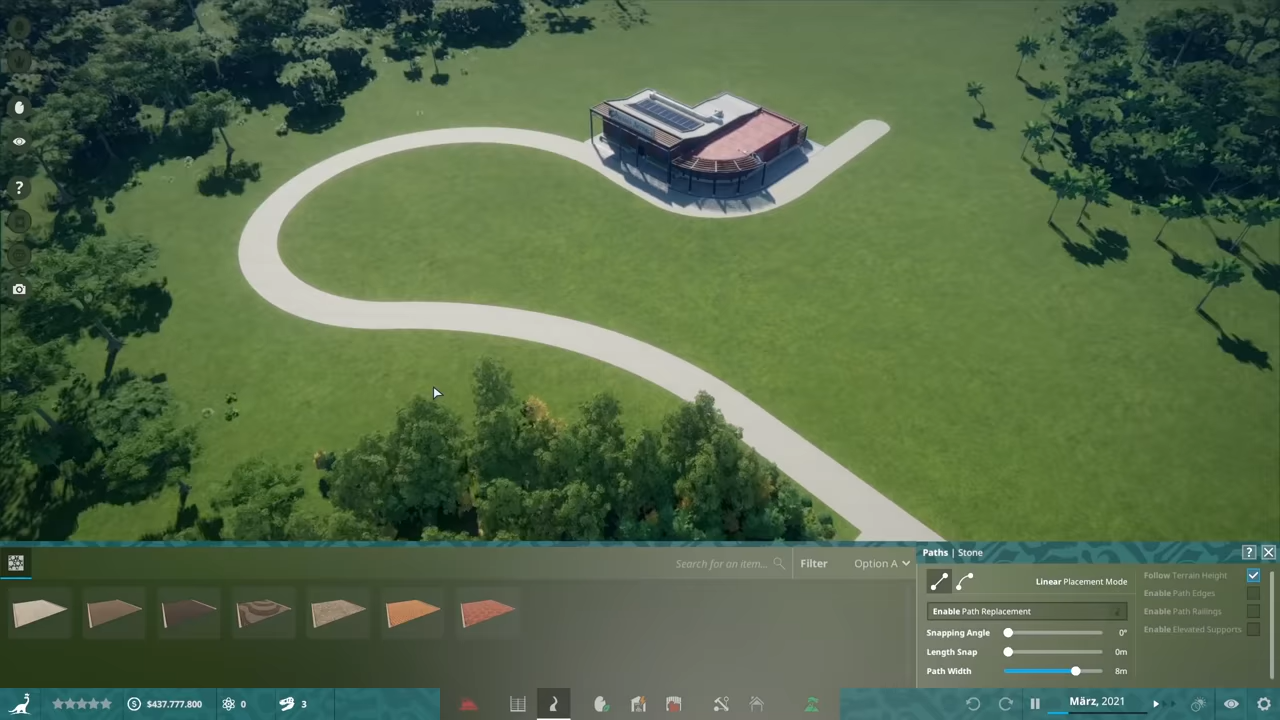 ?
Search for an item...
Filter
Option A
Paths | Stone
?
Linear Placement Mode
Enable Path Replacement
Snapping Angle 0°
Length Snap 0m
Path Width 8m
Follow Terrain Height
Enable Path Edges
Enable Path Railings
Enable Elevated Supports
$437.777.800
0
3
März, 2021